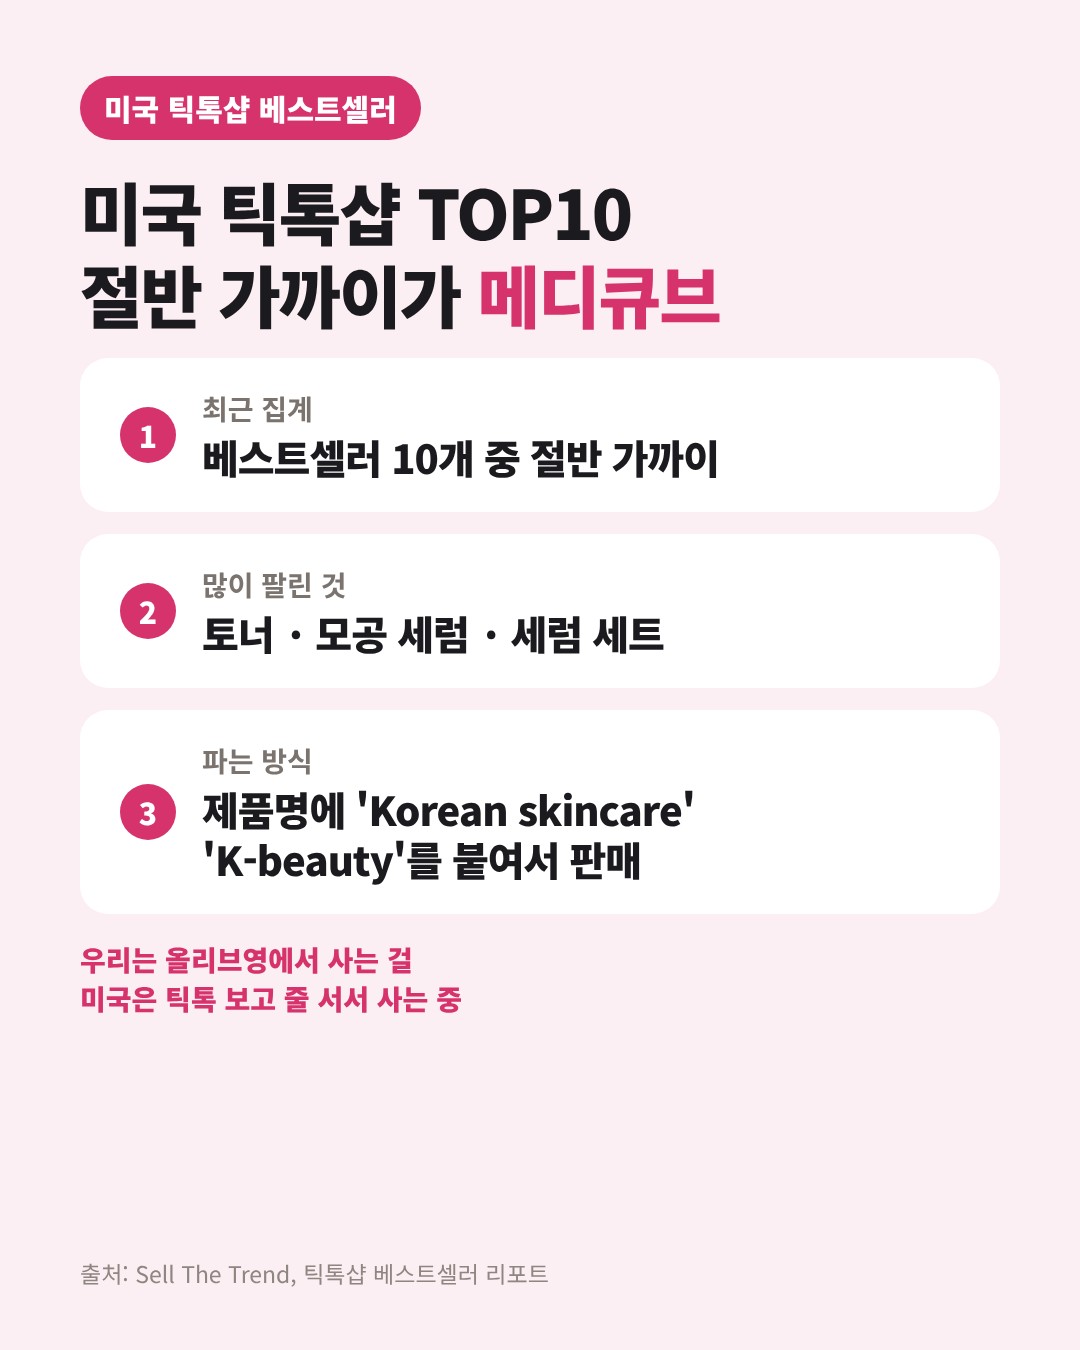 미국 틱톡샵 베스트셀러
미국 틱톡샵 TOP10
절반 가까이가 메디큐브
1
최근 집계
베스트셀러 10개 중 절반 가까이
2
많이 팔린 것
토너 · 모공 세럼 · 세럼 세트
3
파는 방식
제품명에 'Korean skincare'
'K-beauty'를 붙여서 판매
우리는 올리브영에서 사는 걸
미국은 틱톡 보고 줄 서서 사는 중
출처: Sell The Trend, 틱톡샵 베스트셀러 리포트